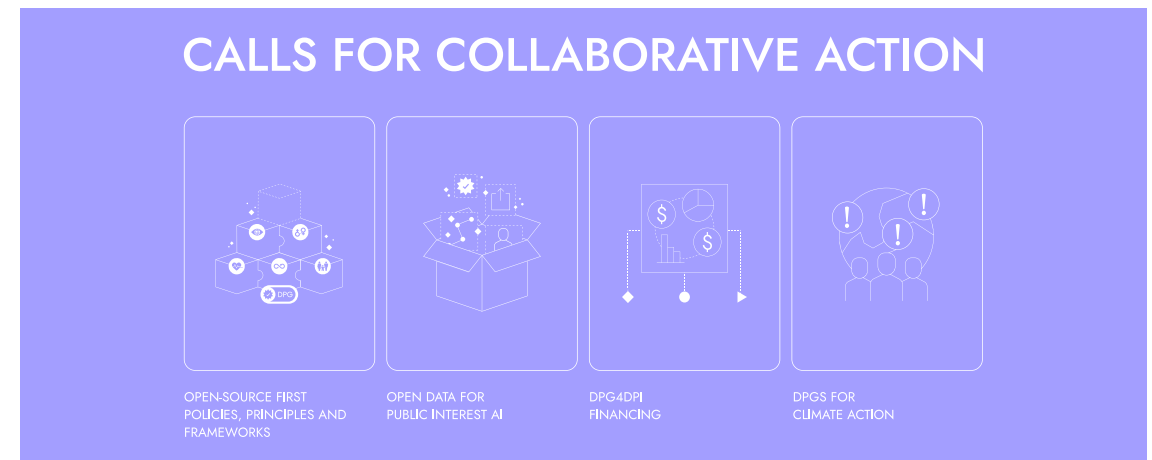 CALLS FOR COLLABORATIVE ACTION
DPG
$
$
!
!
!
OPEN-SOURCE FIRST
POLICIES, PRINCIPLES AND
FRAMEWORKS
OPEN DATA FOR
PUBLIC INTEREST AI
DPG4DPI
FINANCING
DPGS FOR
CLIMATE ACTION